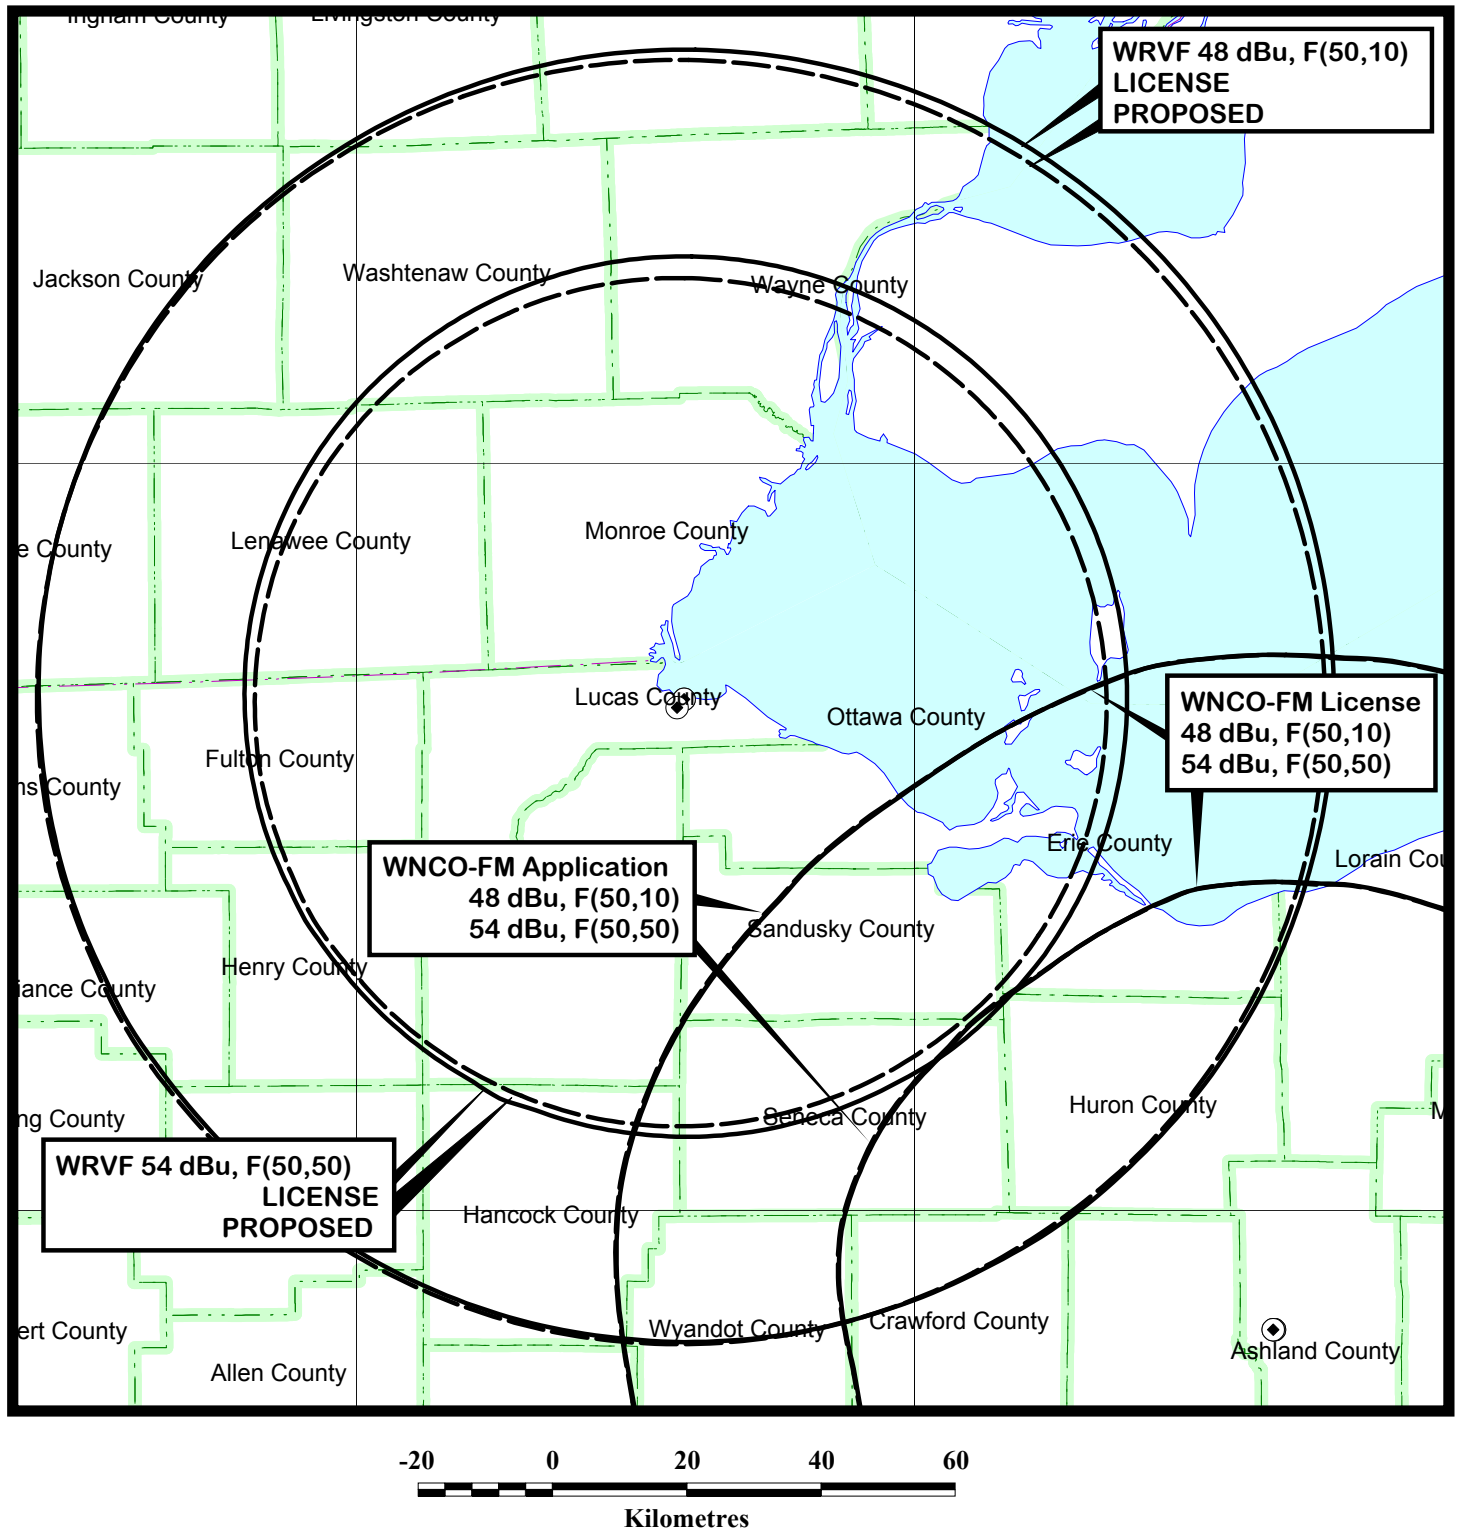 Ingham County
Livingston County
WRVF 48 dBu, F(50,10)
LICENSE
PROPOSED
Jackson County
Washtenaw County
Wayne County
Lenawee County
Monroe County
e County
Lucas County
Ottawa County
WNCO-FM License
48 dBu, F(50,10)
54 dBu, F(50,50)
Fulton County
ns County
Erie County
Lorain Cou
WNCO-FM Application
48 dBu, F(50,10)
54 dBu, F(50,50)
Sandusky County
Henry County
iance County
Huron County
Seneca County
ng County
M
WRVF 54 dBu, F(50,50)
LICENSE
PROPOSED
Hancock County
Wyandot County
Crawford County
ert County
Ashland County
Allen County
-20 0 20 40 60
Kilometres